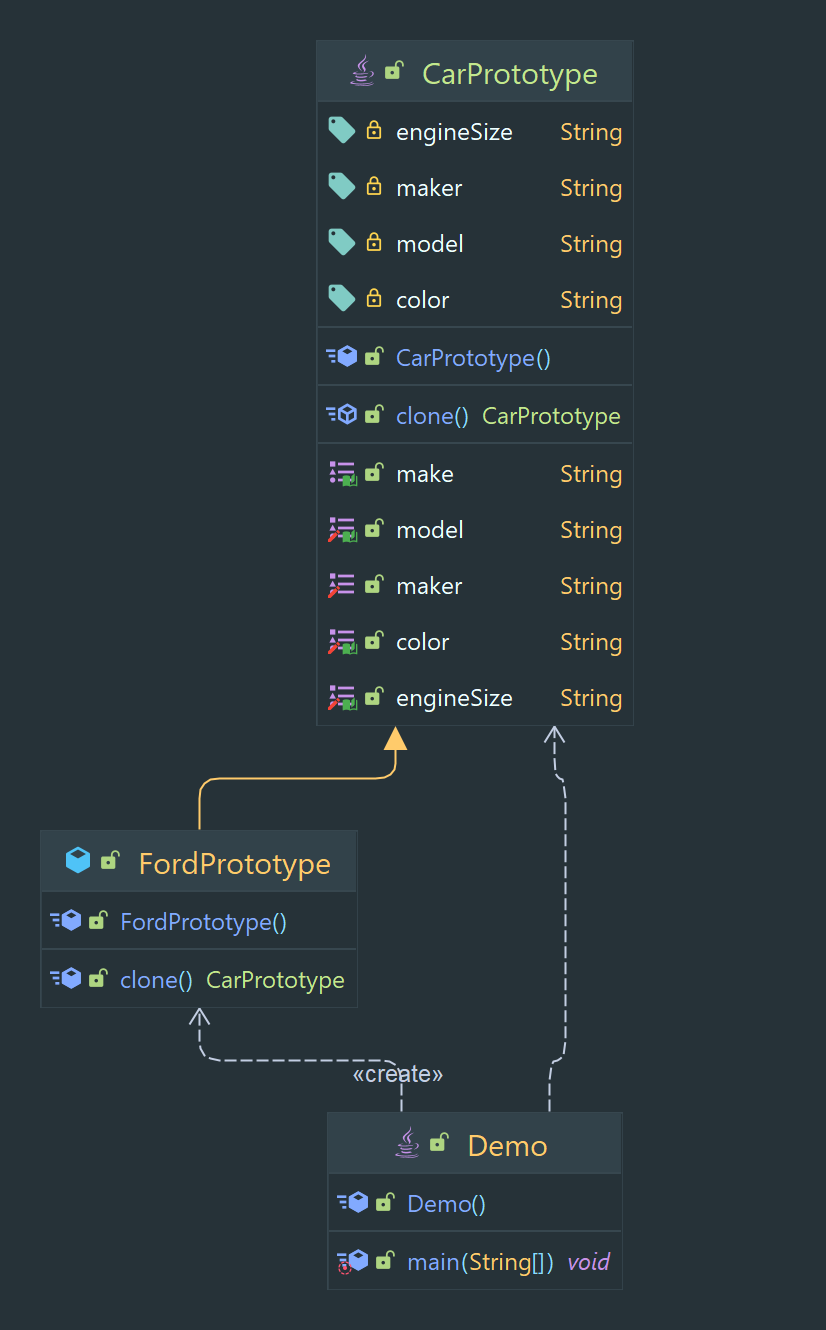 CarPrototype
engineSize String
maker String
model String
color String
CarPrototype()
clone() CarPrototype
make String
model String
maker String
color String
engineSize String
FordPrototype
FordPrototype()
clone() CarPrototype
«create»
Demo
Demo()
main(String[]) void